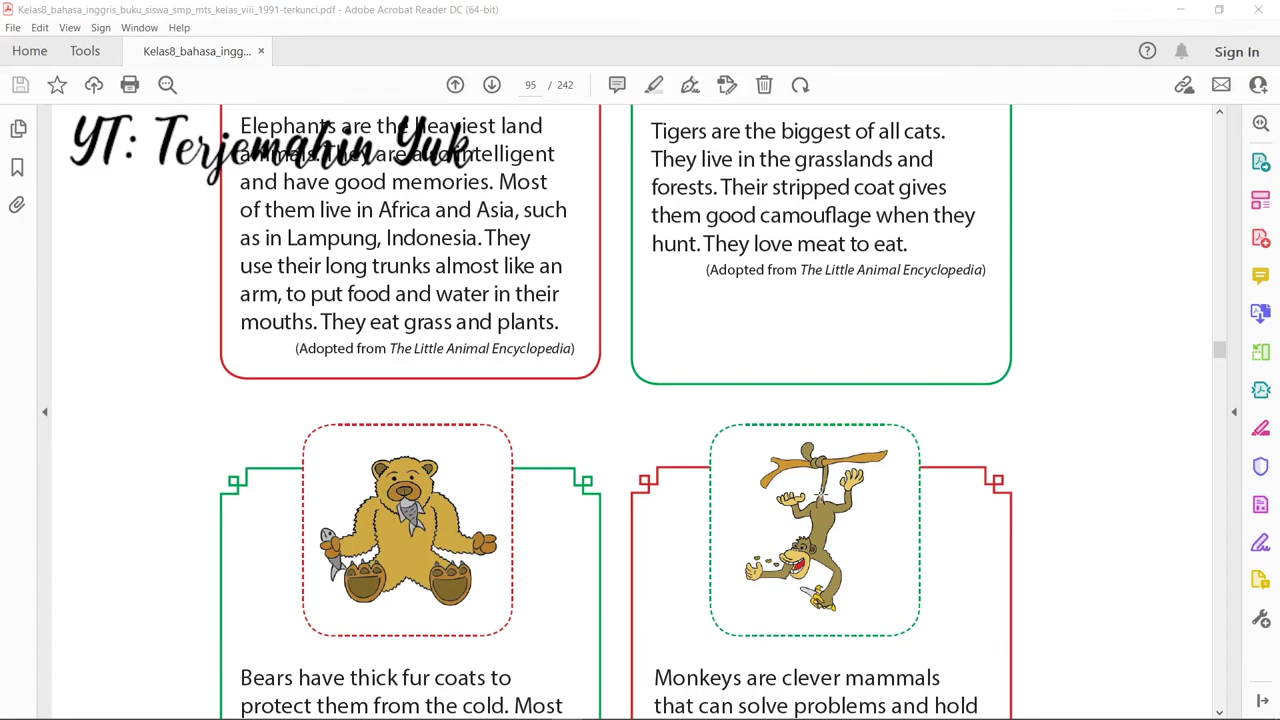 Kelas8_bahasa_inggris_buku_siswa_smp_mts_kelas_viii_1991-terkunci.pdf - Adobe Acrobat Reader DC (64-bit)
File Edit View Sign Window Help
Home Tools Kelas8_bahasa_ingg... ×
Sign In
95 / 242
YT: Terjemahin Yuk
Elephants are the heaviest land
animals. They are also intelligent
and have good memories. Most
of them live in Africa and Asia, such
as in Lampung, Indonesia. They
use their long trunks almost like an
arm, to put food and water in their
mouths. They eat grass and plants.
(Adopted from The Little Animal Encyclopedia)
Tigers are the biggest of all cats.
They live in the grasslands and
forests. Their stripped coat gives
them good camouflage when they
hunt. They love meat to eat.
(Adopted from The Little Animal Encyclopedia)
Bears have thick fur coats to
protect them from the cold. Most
Monkeys are clever mammals
that can solve problems and hold